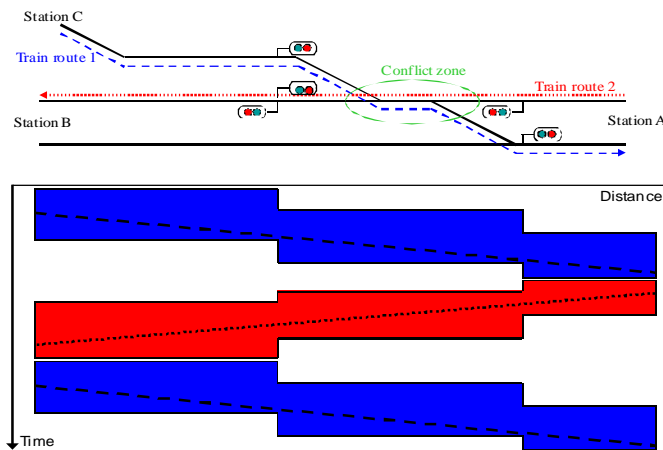 Station C
Train route 1
Conflict zone
Train route 2
Station B
Station A
Distance
Time